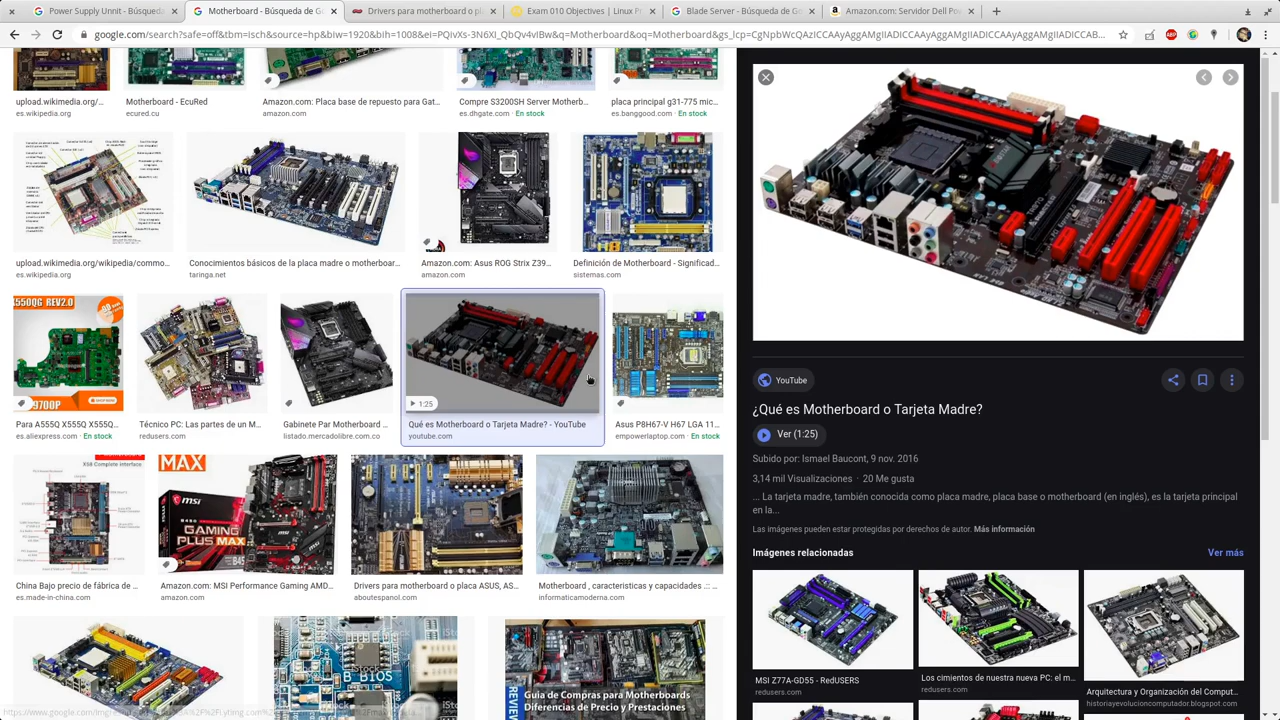 Power Supply Unnit - Búsqueda
Motherboard - Búsqueda de G
Drivers para motherboard o pl
Exam 010 Objectives | Linux Pr
Blade Server - Búsqueda de Go
Amazon.com: Servidor Dell Pow
google.com/search?safe=off&tbm=isch&source=hp&biw=1920&bih=1008&ei=
upload.wikimedia.org/...
es.wikipedia.org
Motherboard - EcuRed
ecured.cu
Amazon.com: Placa base de repuesto para Gat...
amazon.com
Compre S3200SH Server Motherb...
es.dhgate.com · En stock
placa principal g31-775 mic...
es.banggood.com · En stock
upload.wikimedia.org/wikipedia/commo...
es.wikipedia.org
Conocimientos básicos de la placa madre o motherboar...
taringa.net
Amazon.com: Asus ROG Strix Z39...
amazon.com
Definición de Motherboard - Significad...
sistemas.com
X550QG REV2.0
9700P
1:25
Para A555Q X555Q X555Q...
es.aliexpress.com · En stock
Técnico PC: Las partes de un M...
redusers.com
Gabinete Par Motherboard ...
listado.mercadolibre.com.co
Qué es Motherboard o Tarjeta Madre? - YouTube
youtube.com
Asus P8H67-V H67 LGA 11...
empowerlaptop.com · En stock
X58 Complete interface
MAX
msi
GAMING
PLUS MAX
China Bajo precio de fábrica de ...
es.made-in-china.com
Amazon.com: MSI Performance Gaming AMD...
amazon.com
Drivers para motherboard o placa ASUS, AS...
aboutespanol.com
Motherboard , caracteristicas y capacidades .:: ...
informaticamoderna.com
BIOS
Guia de Compras para Motherboards
Diferencias de Precio y Prestaciones
YouTube
¿Qué es Motherboard o Tarjeta Madre?
Ver (1:25)
Subido por: Ismael Baucont, 9 nov. 2016
3,14 mil Visualizaciones · 20 Me gusta
... La tarjeta madre, también conocida como placa madre, placa base o motherboard (en inglés), es la tarjeta principal
en la...
Las imágenes pueden estar protegidas por derechos de autor. Más información
Imágenes relacionadas
Ver más
MSI Z77A-GD55 - RedUSERS
redusers.com
Los cimientos de nuestra nueva PC: el m...
redusers.com
Arquitectura y Organización del Comput...
historiayevolucioncomputador.blogspot.com